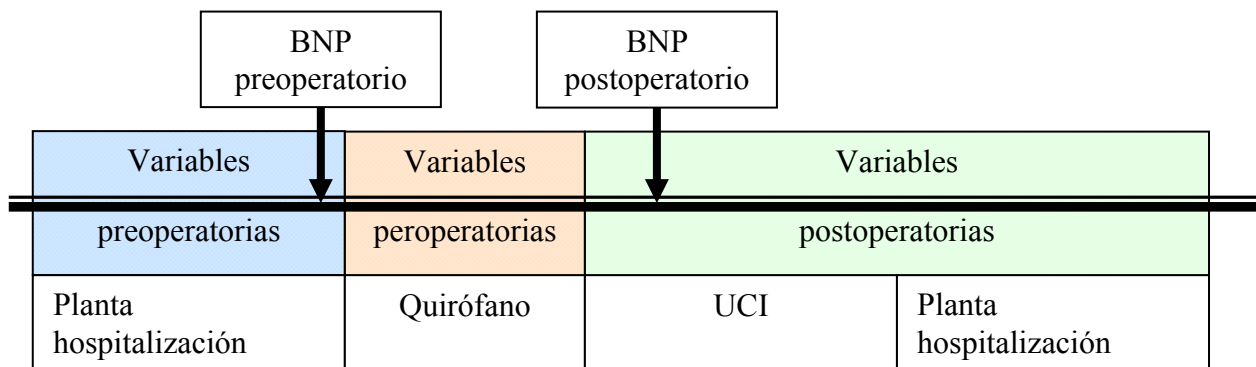 BNP
preoperatorio
BNP
postoperatorio
Variables
preoperatorias
Variables
peroperatorias
Variables
postoperatorias
Planta
hospitalización
Quirófano
UCI
Planta
hospitalización